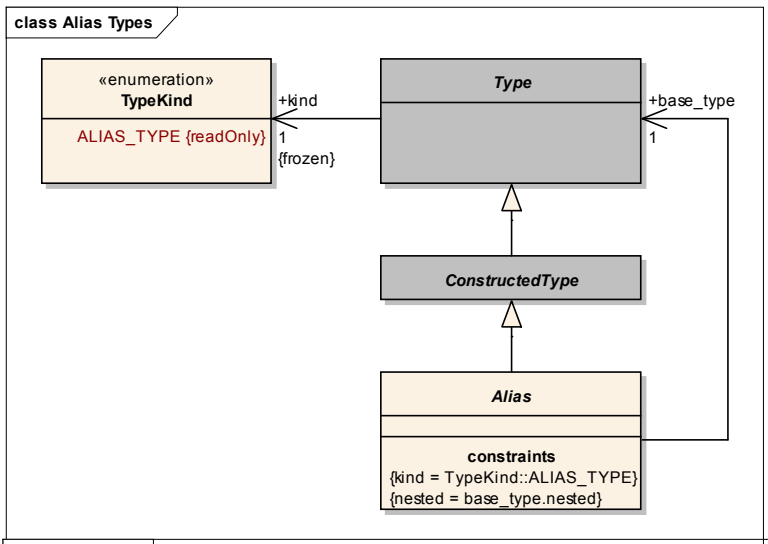 class Alias Types
«enumeration»
TypeKind
ALIAS_TYPE {readOnly}
+kind
1
{frozen}
Type
+base_type
1
ConstructedType
Alias
constraints
{kind = TypeKind::ALIAS_TYPE}
{nested = base_type.nested}